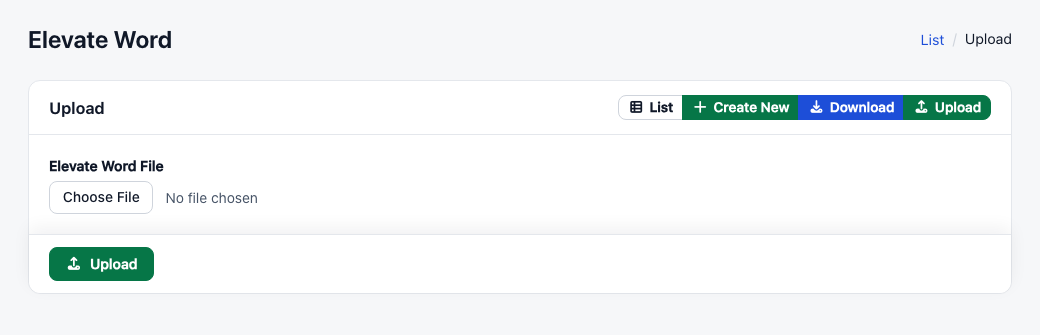 Elevate Word
List / Upload
Upload
List Create New Download Upload
Elevate Word File
Choose File No file chosen
Upload